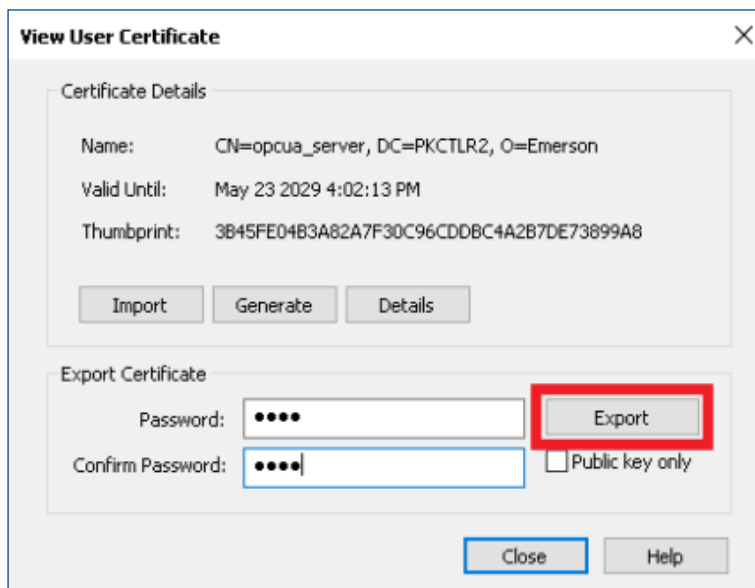 View User Certificate
Certificate Details
Name: CN=opcua_server, DC=PKCTLR2, O=Emerson
Valid Until: May 23 2029 4:02:13 PM
Thumbprint: 3B45FE04B3A82A7F30C96CDDBC4A2B7DE73899A8
Import Generate Details
Export Certificate
Password: •••• Export
Confirm Password: •••• Public key only
Close Help